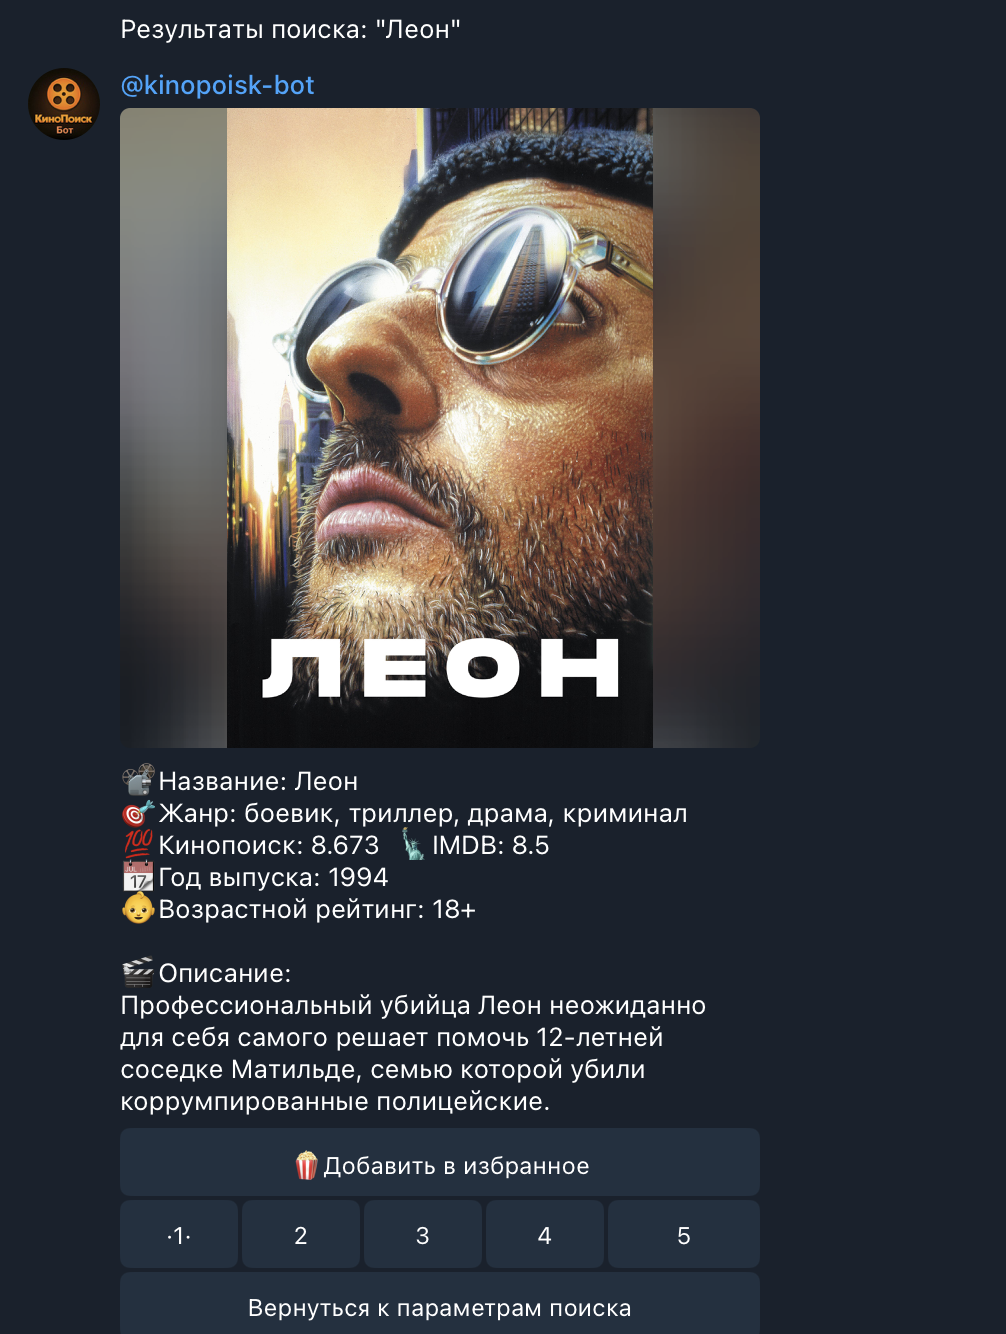 Результаты поиска: "Леон"
@kinopoisk-bot
КиноПоиск
Бот
ЛЕОН
🎥Название: Леон
🎯Жанр: боевик, триллер, драма, криминал
💯Кинопоиск: 8.673 🗽IMDB: 8.5
📅Год выпуска: 1994
👶Возрастной рейтинг: 18+
🎬Описание:
Профессиональный убийца Леон неожиданно
для себя самого решает помочь 12-летней
соседке Матильде, семью которой убили
коррумпированные полицейские.
🍿Добавить в избранное
·1· 2 3 4 5
Вернуться к параметрам поиска